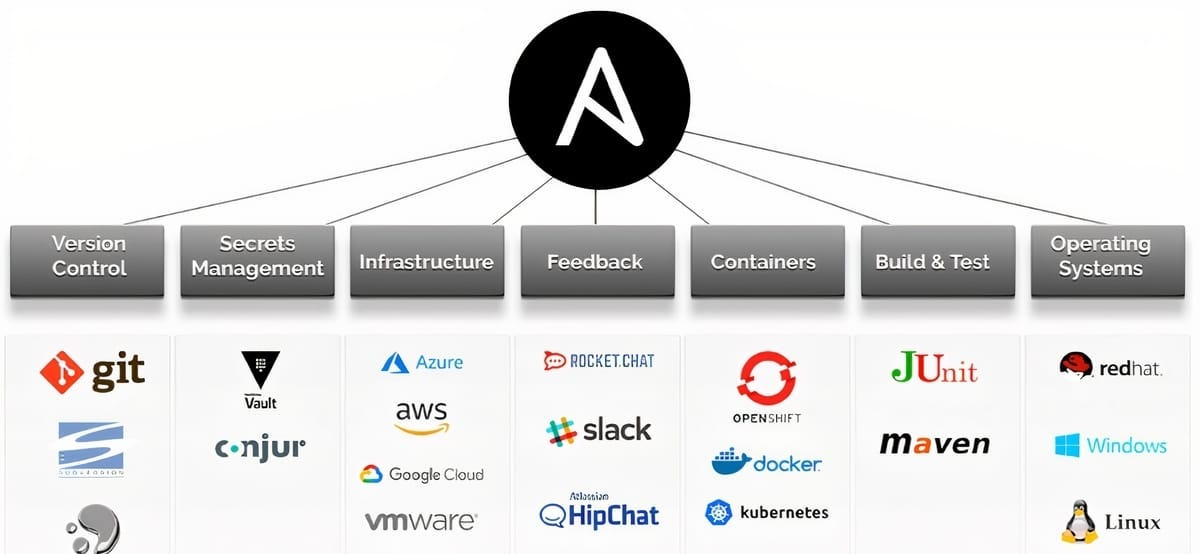 Version
Control
Secrets
Management
Infrastructure
Feedback
Containers
Build & Test
Operating
Systems
git
SUBVERSION
Vault
conjur
Azure
aws
Google Cloud
vmware®
ROCKET.CHAT
slack
Atlassian
HipChat
OPENSHIFT
docker
kubernetes
JUnit
maven
redhat.
Windows
Linux